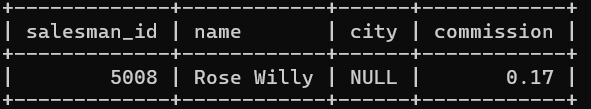 | salesman_id | name       | city | commission |
|        5008 | Rose Willy | NULL |       0.17 |